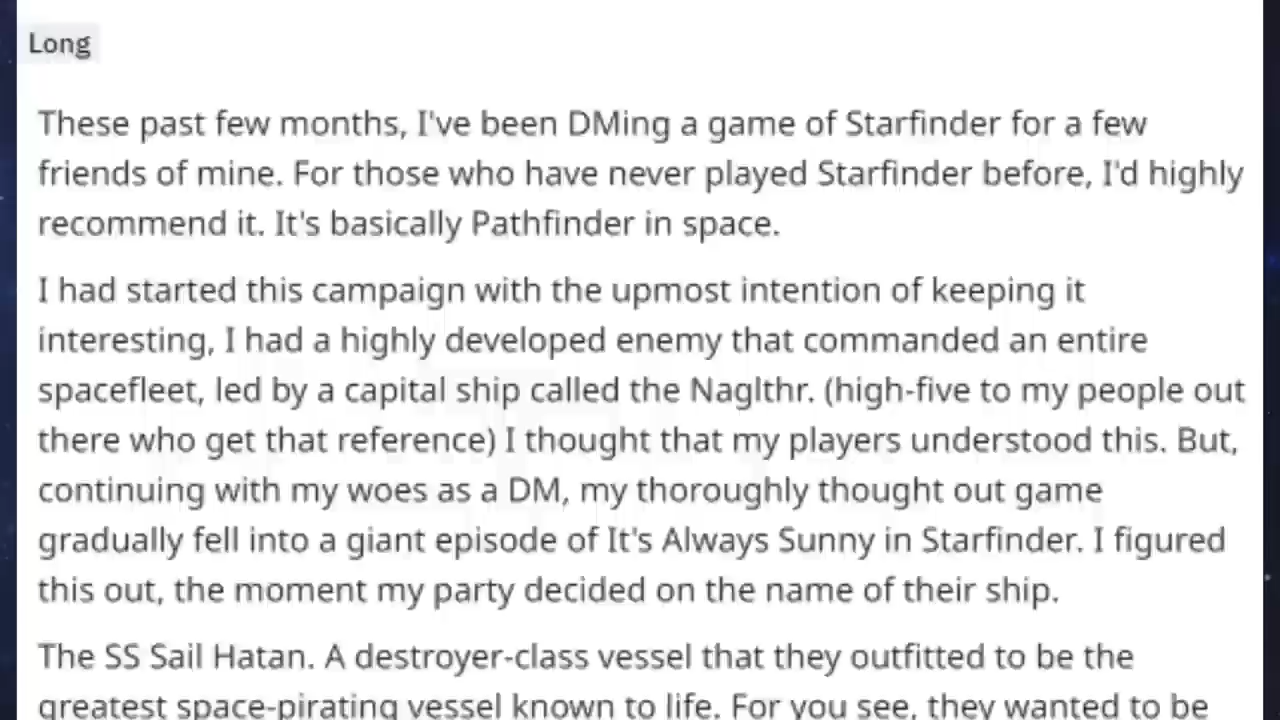 Long
These past few months, I've been DMing a game of Starfinder for a few
friends of mine. For those who have never played Starfinder before, I'd highly
recommend it. It's basically Pathfinder in space.
I had started this campaign with the upmost intention of keeping it
interesting, I had a highly developed enemy that commanded an entire
spacefleet, led by a capital ship called the Naglthr. (high-five to my people out
there who get that reference) I thought that my players understood this. But,
continuing with my woes as a DM, my thoroughly thought out game
gradually fell into a giant episode of It's Always Sunny in Starfinder. I figured
this out, the moment my party decided on the name of their ship.
The SS Sail Hatan. A destroyer-class vessel that they outfitted to be the
greatest space-pirating vessel known to life. For you see, they wanted to be